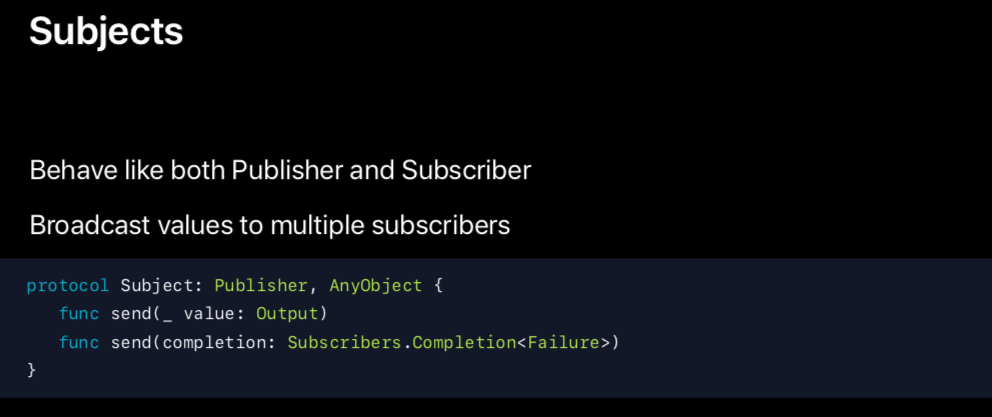 Subjects
Behave like both Publisher and Subscriber
Broadcast values to multiple subscribers
protocol Subject: Publisher, AnyObject {
   func send(_ value: Output)
   func send(completion: Subscribers.Completion<Failure>)
}